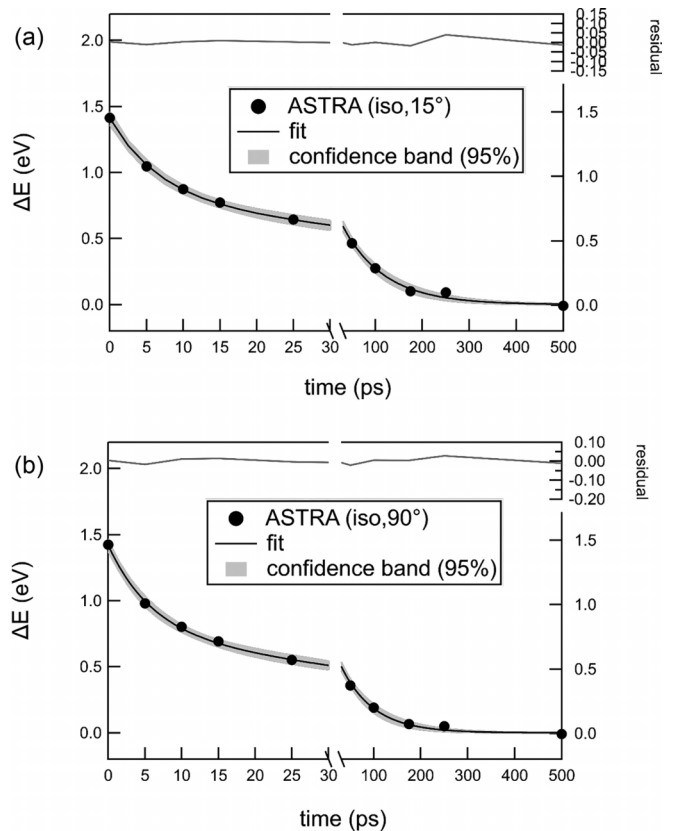 (a)
2.0
1.5
1.0
0.5
0.0
ΔE (eV)
0.15
0.10
0.05
0.00
-0.05
-0.10
-0.15
residual
ASTRA (iso,15°)
fit
confidence band (95%)
1.5
1.0
0.5
0.0
0 5 10 15 20 25 30 100 200 300 400 500
time (ps)
(b)
2.0
1.5
1.0
0.5
0.0
ΔE (eV)
0.10
0.00
-0.10
-0.20
residual
ASTRA (iso,90°)
fit
confidence band (95%)
1.5
1.0
0.5
0.0
0 5 10 15 20 25 30 100 200 300 400 500
time (ps)